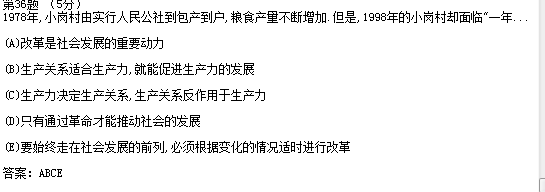 第36题 (5分)
1978年,小岗村由实行人民公社到包产到户,粮食产量不断增加.但是,1998年的小岗村却面临“一年...
(A)改革是社会发展的重要动力
(B)生产关系适合生产力,就能促进生产力的发展
(C)生产力决定生产关系,生产关系反作用于生产力
(D)只有通过革命才能推动社会的发展
(E)要始终走在社会发展的前列,必须根据变化的情况适时进行改革
答案: ABCE